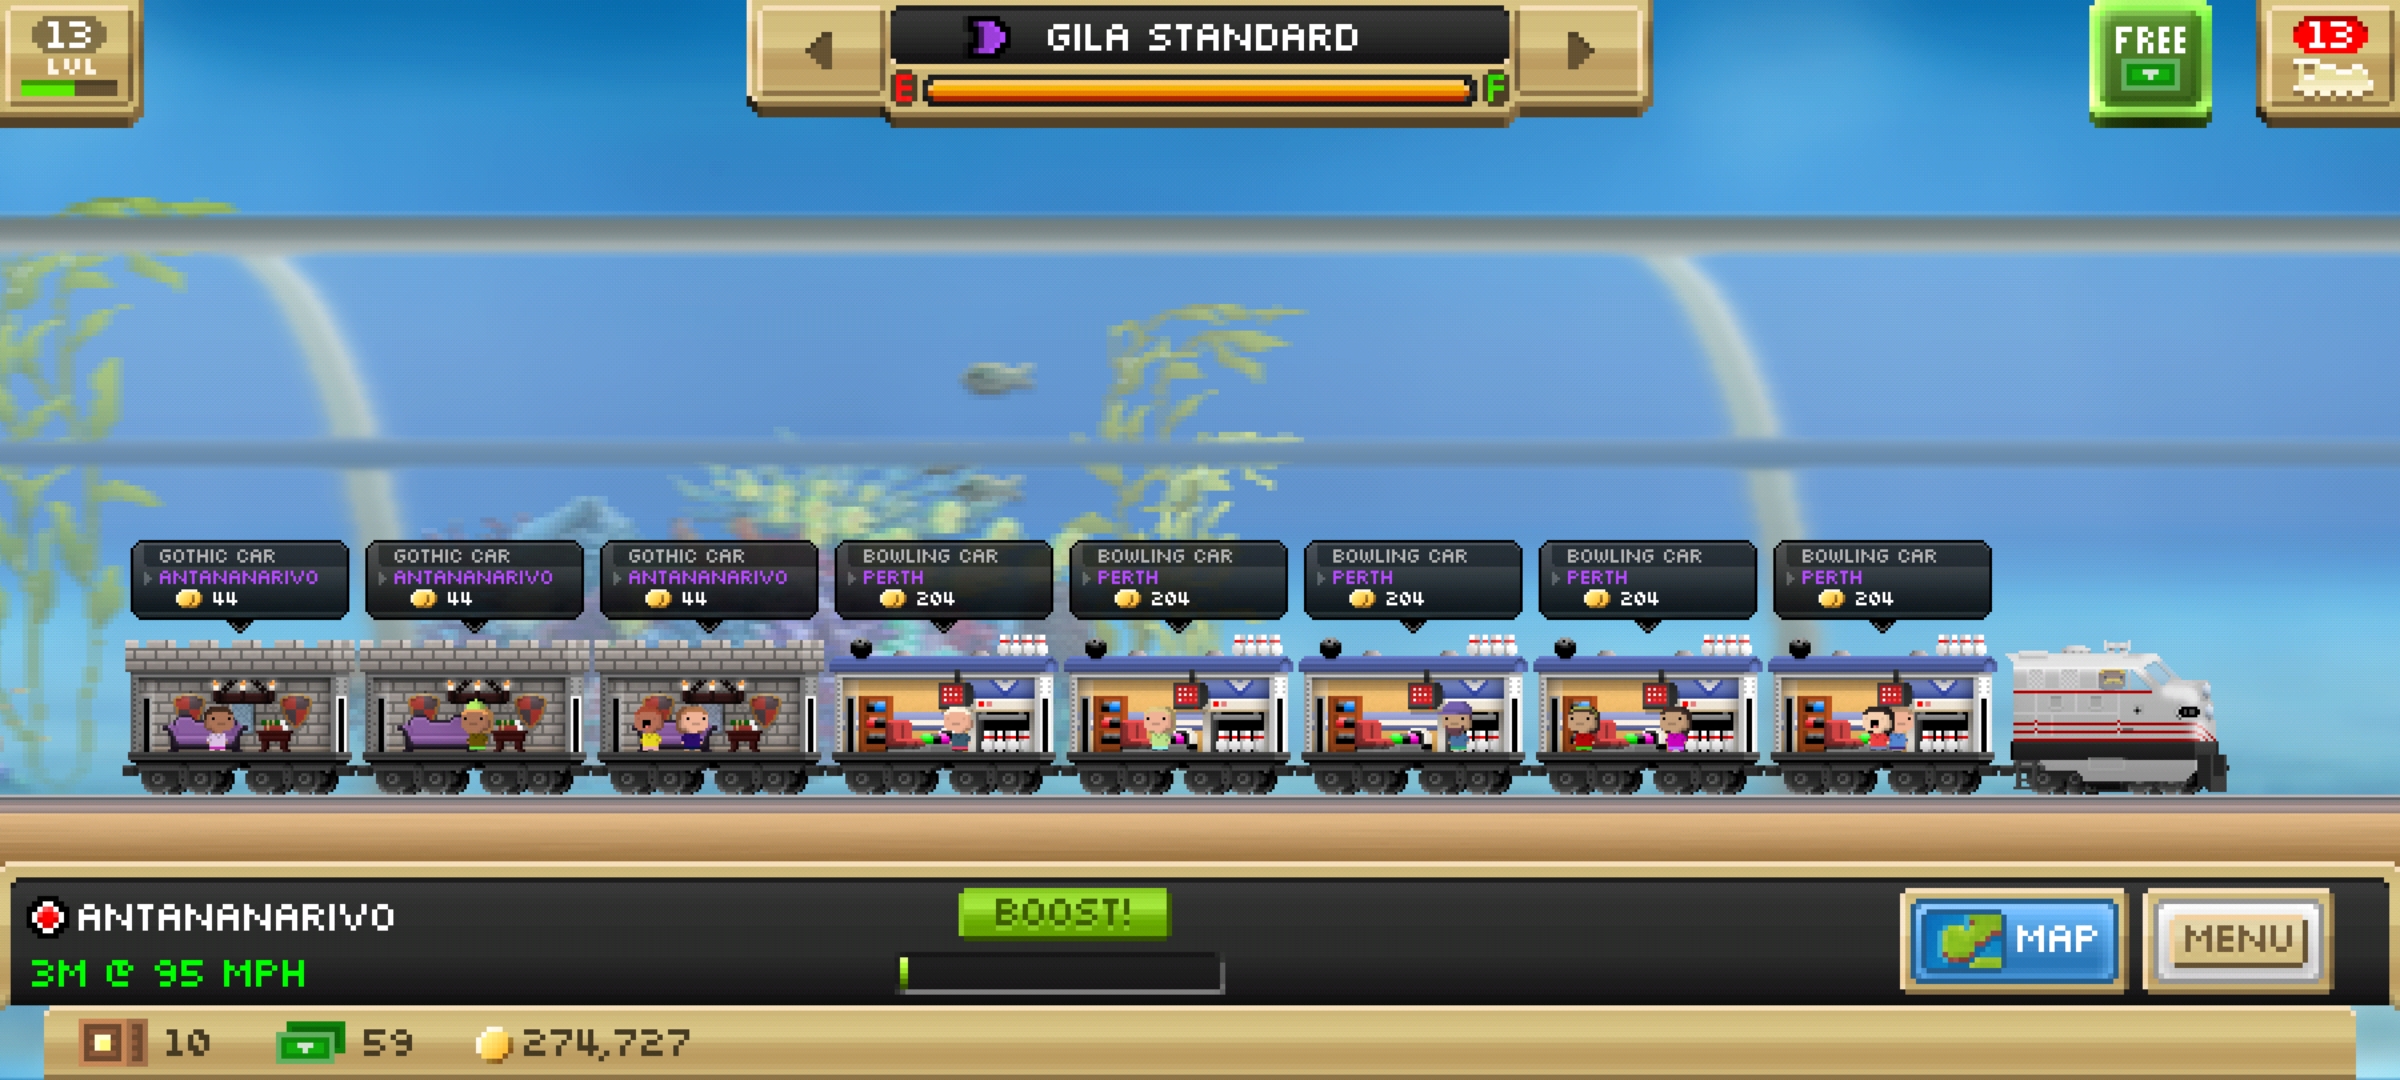 13
LVL
GILA STANDARD
E
F
FREE
13
GOTHIC CAR
ANTANANARIVO
44
GOTHIC CAR
ANTANANARIVO
44
GOTHIC CAR
ANTANANARIVO
44
BOWLING CAR
PERTH
204
BOWLING CAR
PERTH
204
BOWLING CAR
PERTH
204
BOWLING CAR
PERTH
204
BOWLING CAR
PERTH
204
ANTANANARIVO
3M @ 95 MPH
BOOST!
MAP
MENU
10
59
274,727